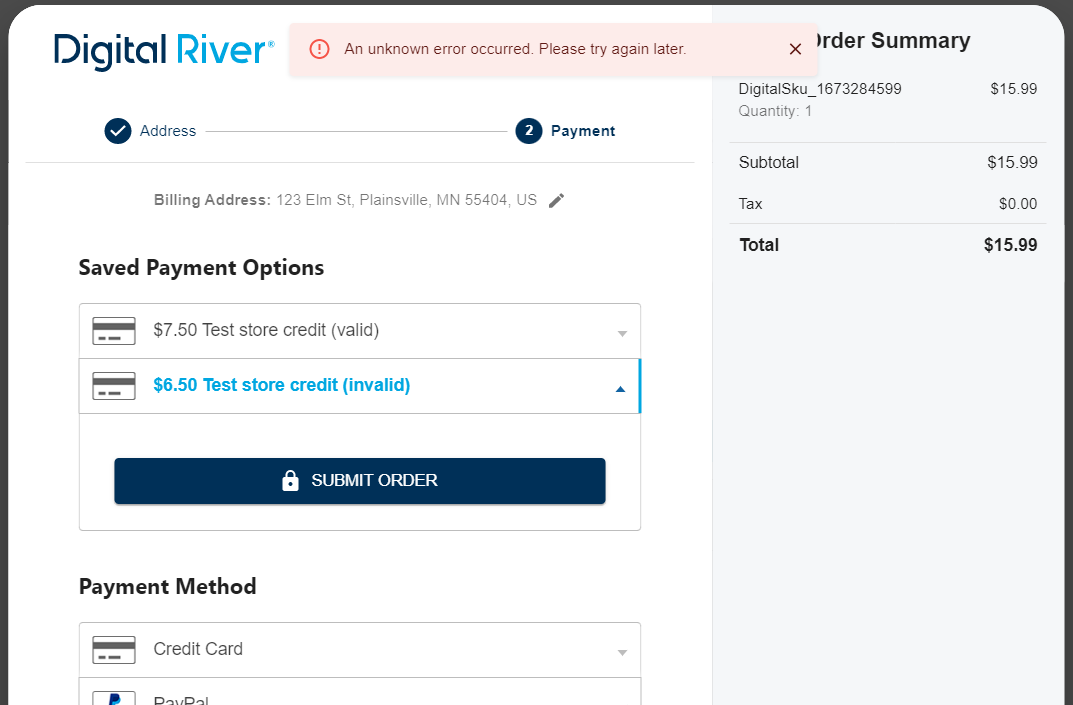 Digital River®
An unknown error occurred. Please try again later.
Order Summary
Address
2 Payment
Billing Address: 123 Elm St, Plainsville, MN 55404, US
Saved Payment Options
$7.50 Test store credit (valid)
$6.50 Test store credit (invalid)
SUBMIT ORDER
Payment Method
Credit Card
PayPal
DigitalSku_1673284599 $15.99
Quantity: 1
Subtotal $15.99
Tax $0.00
Total $15.99